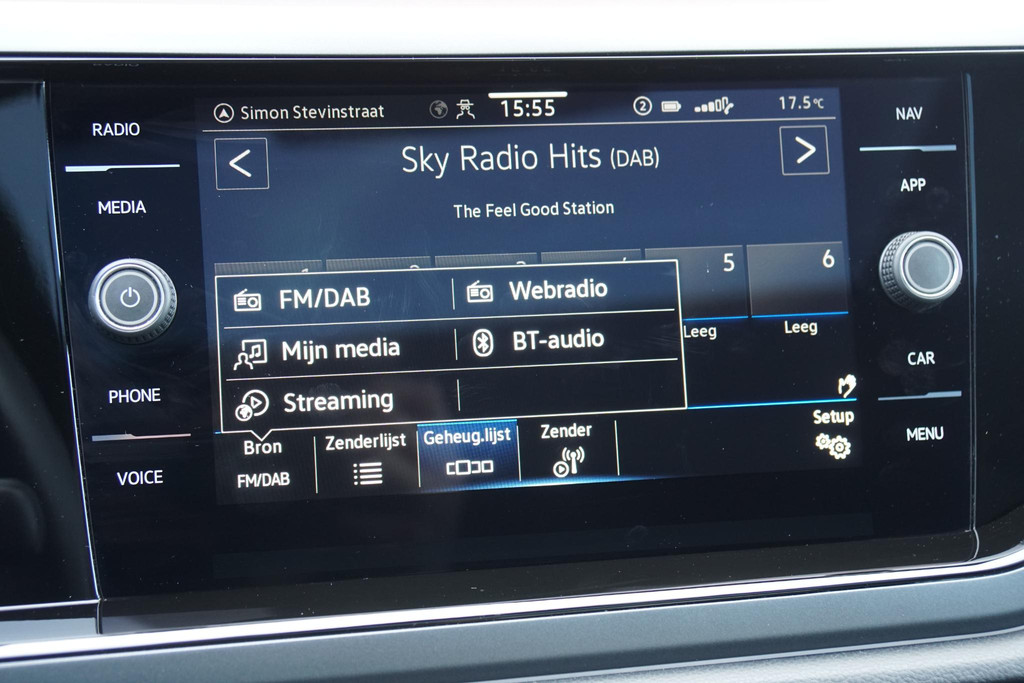 RADIO
MEDIA
PHONE
VOICE
Simon Stevinstraat
15:55
2
17.5°C
Sky Radio Hits (DAB)
The Feel Good Station
5
6
Leeg
Leeg
FM/DAB
Webradio
Mijn media
BT-audio
Streaming
Bron
FM/DAB
Zenderlijst
Geheug.lijst
Zender
Setup
NAV
APP
CAR
MENU